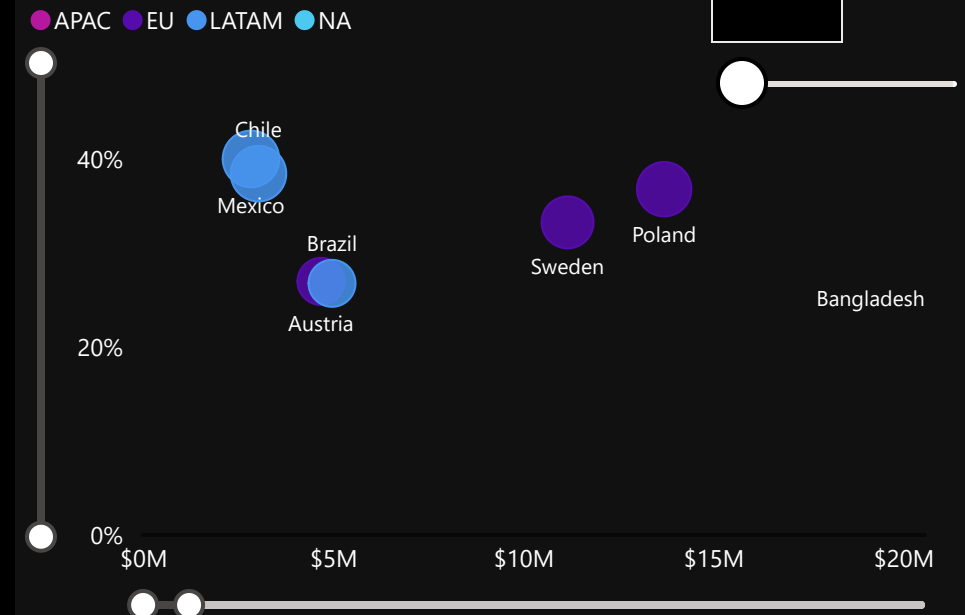 APAC EU LATAM NA
Chile
40%
Mexico
Poland
Brazil
Sweden
Bangladesh
Austria
20%
0%
$0M $5M $10M $15M $20M